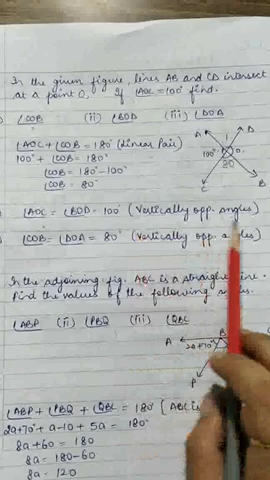 In the given figure, lines AB and CD intersect
at a point O, If ∠AOC = 100° find.
∠COB (ii) ∠BOD (iii) ∠DOA
A D
∠AOC + ∠COB = 180° (Linear Pair)
100° + ∠COB = 180°
100° O
∠COB = 180° - 100°
∠COB = 80°
C B
∠AOC = ∠BOD = 100° (Vertically opp. angles)
∠COB = ∠DOA = 80° (Vertically opp. angles)
In the adjoining fig. ABC is a straight line.
Find the values of the following angles.
∠ABP (ii) ∠PBQ (iii) ∠QBC
A B
2a+70°
P
∠ABP + ∠PBQ + ∠QBC = 180° (ABC is
2a+70° + a-10 + 5a = 180°
8a + 60 = 180
8a = 180-60
8a = 120